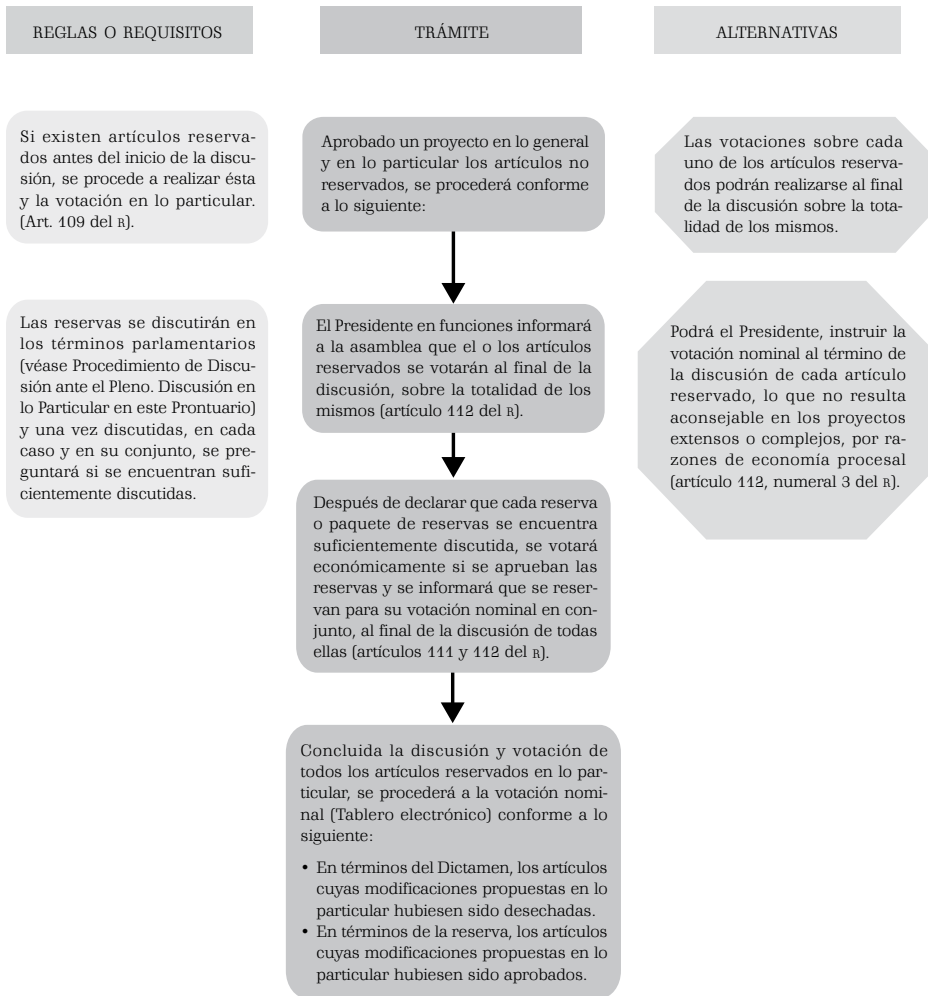 REGLAS O REQUISITOS
TRÁMITE
ALTERNATIVAS
Si existen artículos reserva-
dos antes del inicio de la discu-
sión, se procede a realizar ésta
y la votación en lo particular.
(Art. 109 del R).
Aprobado un proyecto en lo general
y en lo particular los artículos no
reservados, se procederá conforme
a lo siguiente:
Las votaciones sobre cada
uno de los artículos reserva-
dos podrán realizarse al final
de la discusión sobre la tota-
lidad de los mismos.
Las reservas se discutirán en
los términos parlamentarios
(véase Procedimiento de Discu-
sión ante el Pleno. Discusión en
lo Particular en este Prontuario)
y una vez discutidas, en cada
caso y en su conjunto, se pre-
guntará si se encuentran sufi-
cientemente discutidas.
El Presidente en funciones informará
a la asamblea que el o los artículos
reservados se votarán al final de la
discusión, sobre la totalidad de los
mismos (artículo 112 del R).
Podrá el Presidente, instruir la
votación nominal al término de
la discusión de cada artículo
reservado, lo que no resulta
aconsejable en los proyectos
extensos o complejos, por ra-
zones de economía procesal
(artículo 112, numeral 3 del R).
Después de declarar que cada reserva
o paquete de reservas se encuentra
suficientemente discutida, se votará
económicamente si se aprueban las
reservas y se informará que se reser-
van para su votación nominal en con-
junto, al final de la discusión de todas
ellas (artículos 111 y 112 del R).
Concluida la discusión y votación de
todos los artículos reservados en lo par-
ticular, se procederá a la votación nomi-
nal (Tablero electrónico) conforme a lo
siguiente:
• En términos del Dictamen, los artículos
cuyas modificaciones propuestas en lo
particular hubiesen sido desechadas.
• En términos de la reserva, los artículos
cuyas modificaciones propuestas en lo
particular hubiesen sido aprobados.